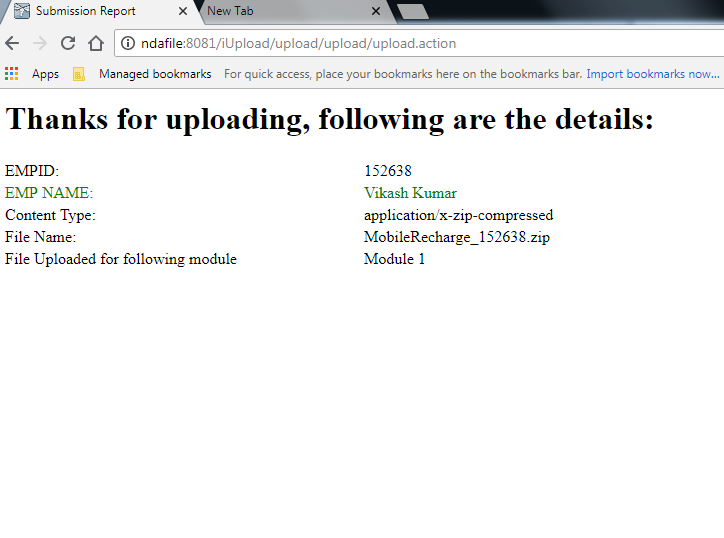 Submission Report
New Tab
ndafile:8081/iUpload/upload/upload/upload.action
Apps Managed bookmarks For quick access, place your bookmarks here on the bookmarks bar. Import bookmarks now...
Thanks for uploading, following are the details:
EMPID: 152638
EMP NAME: Vikash Kumar
Content Type: application/x-zip-compressed
File Name: MobileRecharge_152638.zip
File Uploaded for following module Module 1